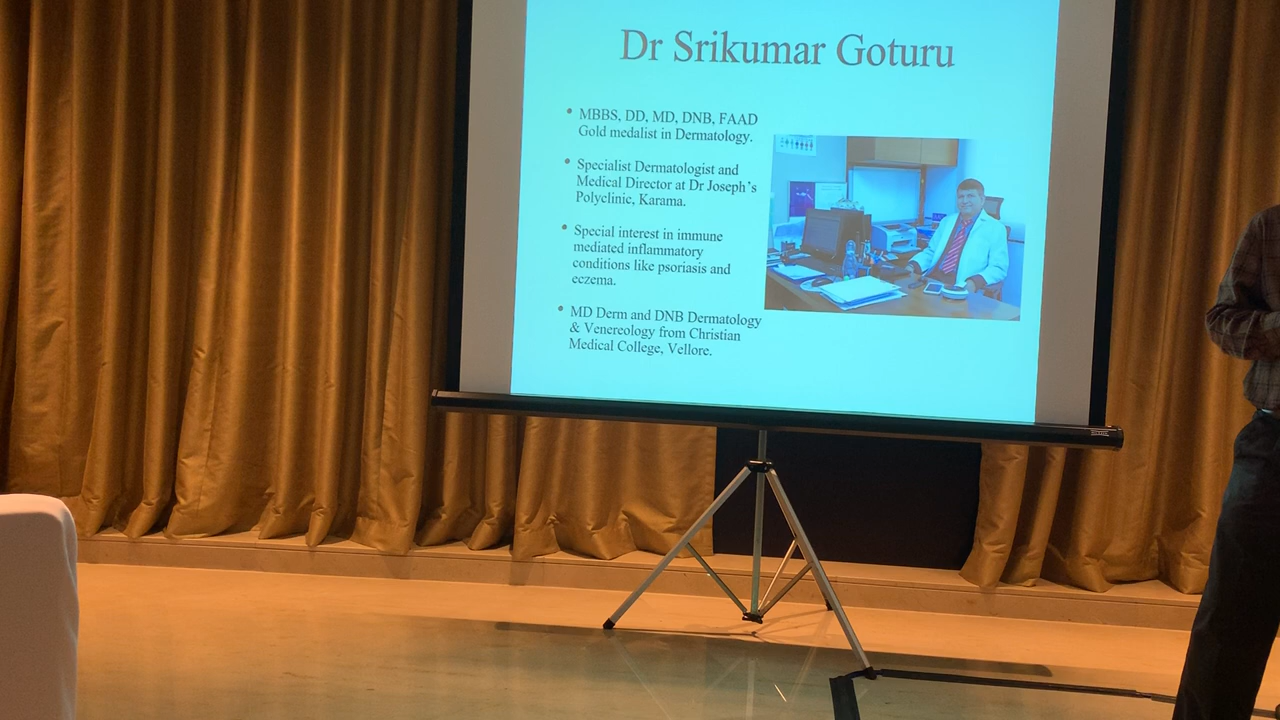 Dr Srikumar Goturu
• MBBS, DD, MD, DNB, FAAD
Gold medalist in Dermatology.
• Specialist Dermatologist and
Medical Director at Dr Joseph's
Polyclinic, Karama.
• Special interest in immune
mediated inflammatory
conditions like psoriasis and
eczema.
• MD Derm and DNB Dermatology
& Venereology from Christian
Medical College, Vellore.